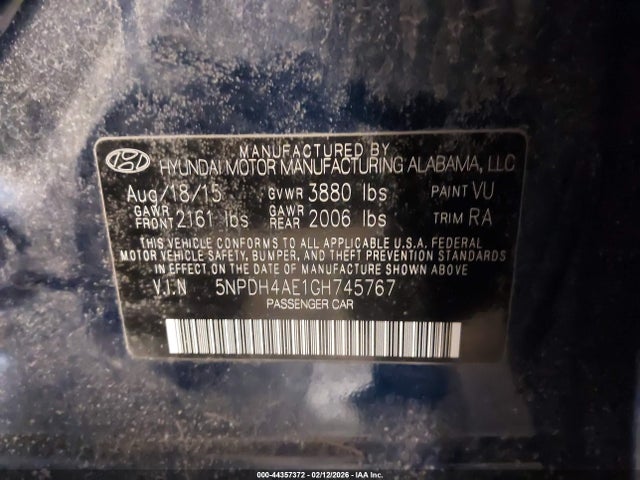 MANUFACTURED BY
HYUNDAI MOTOR MANUFACTURING ALABAMA, LLC
Aug/18/15 GVWR 3880 lbs PAINT VU
GAWR FRONT 2161 lbs GAWR REAR 2006 lbs TRIM RA
THIS VEHICLE CONFORMS TO ALL APPLICABLE U.S.A. FEDERAL
MOTOR VEHICLE SAFETY, BUMPER, AND THEFT PREVENTION STANDARDS
IN EFFECT ON THE DATE OF MANUFACTURE SHOWN ABOVE
V.I.N 5NPDH4AE1GH745767
PASSENGER CAR
000-44357372 - 02/12/2026 - IAA Inc.